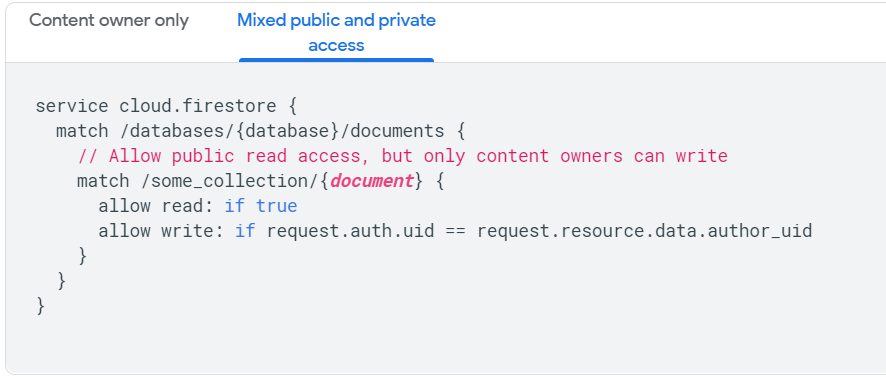 Content owner only
Mixed public and private
access
service cloud.firestore {
  match /databases/{database}/documents {
    // Allow public read access, but only content owners can write
    match /some_collection/{document} {
      allow read: if true
      allow write: if request.auth.uid == request.resource.data.author_uid
    }
  }
}